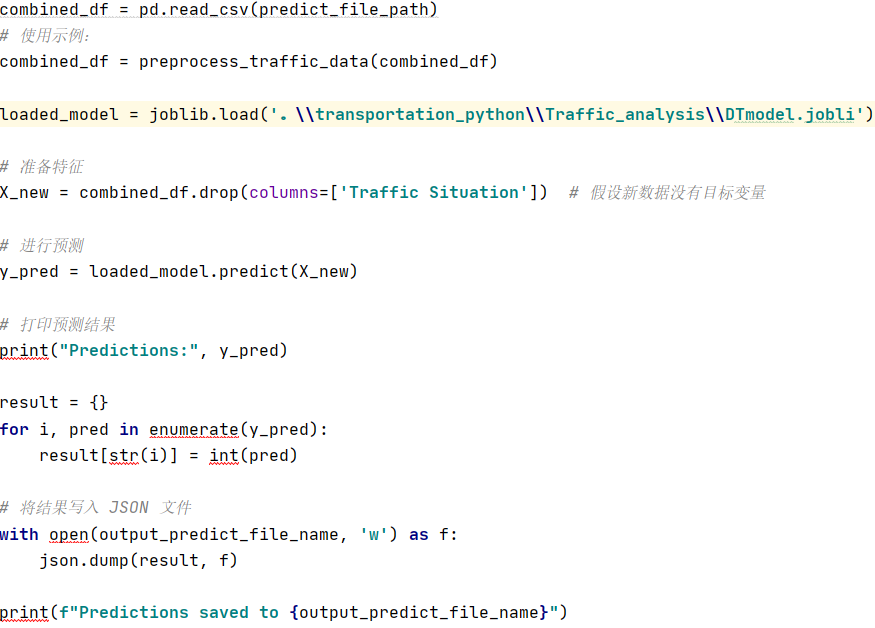 combined_df = pd.read_csv(predict_file_path)
# 使用示例:
combined_df = preprocess_traffic_data(combined_df)
loaded_model = joblib.load('.\\transportation_python\\Traffic_analysis\\DTmodel.jobli')
# 准备特征
X_new = combined_df.drop(columns=['Traffic Situation'])  # 假设新数据没有目标变量
# 进行预测
y_pred = loaded_model.predict(X_new)
# 打印预测结果
print("Predictions:", y_pred)
result = {}
for i, pred in enumerate(y_pred):
    result[str(i)] = int(pred)
# 将结果写入 JSON 文件
with open(output_predict_file_name, 'w') as f:
    json.dump(result, f)
print(f"Predictions saved to {output_predict_file_name}")